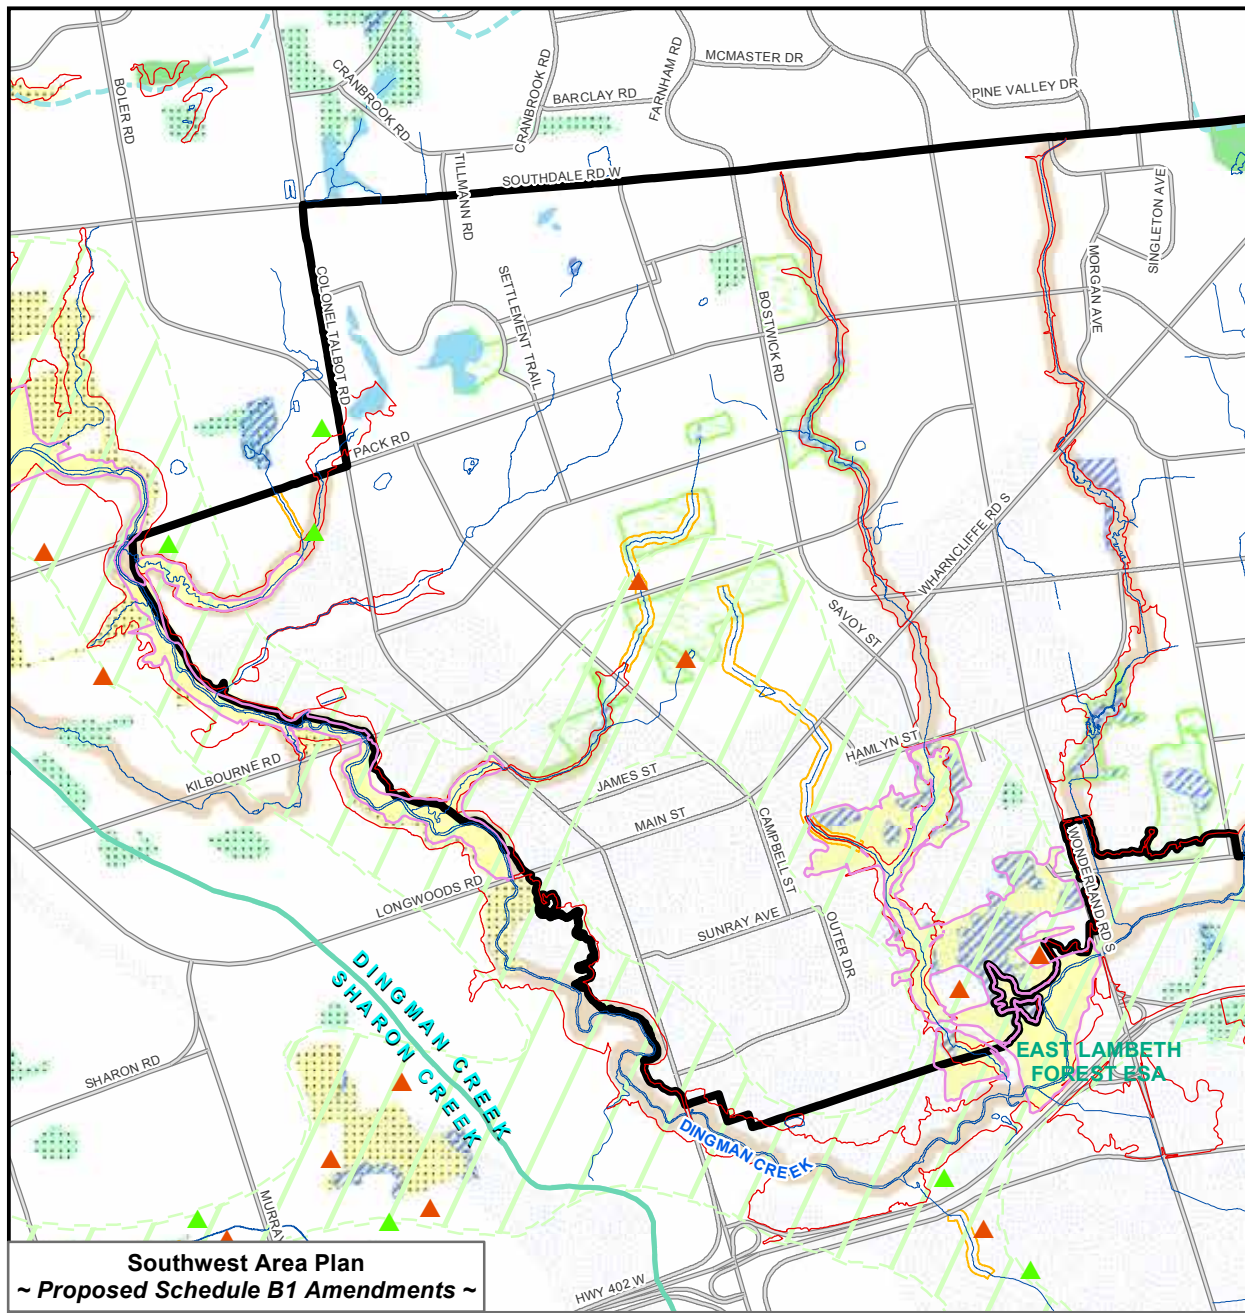 MCMASTER DR
PINE VALLEY DR
BOLER RD
CRANBROOK RD
CRANBROOK RD
BARCLAY RD
FARNHAM RD
TILLMANN RD
SOUTHDALE RD W
SINGLETON AVE
MORGAN AVE
COLONEL TALBOT RD
SETTLEMENT TRAIL
BOSTWICK RD
PACK RD
WHARNCLIFFE RD S
SAVOY ST
HAMLYN ST
KILBOURNE RD
JAMES ST
MAIN ST
CAMPBELL ST
WONDERLAND RD S
LONGWOODS RD
SUNRAY AVE
OUTER DR
DINGMAN CREEK
SHARON CREEK
EAST LAMBETH
FOREST ESA
SHARON RD
DINGMAN CREEK
MURRAY
HWY 402 W
Southwest Area Plan
~ Proposed Schedule B1 Amendments ~